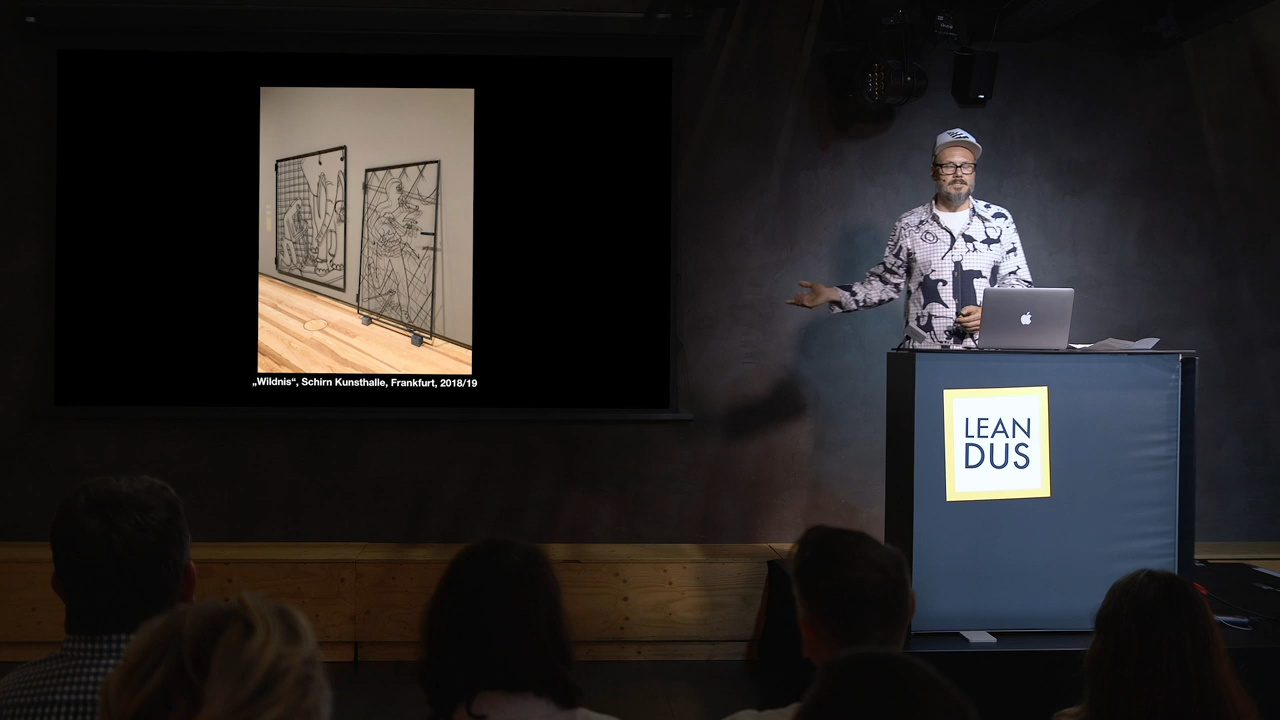 „Wildnis“, Schirn Kunsthalle, Frankfurt, 2018/19
LEAN
DUS